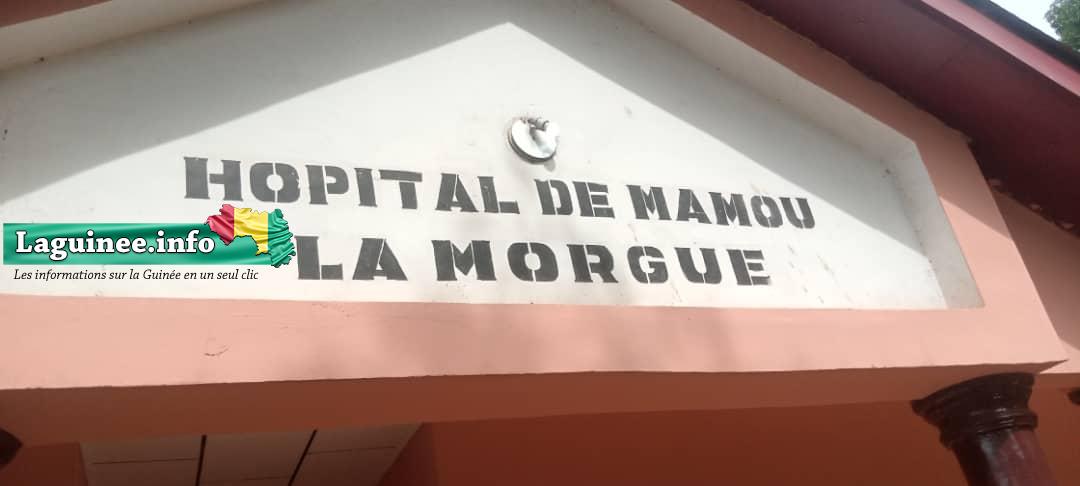 HOPITAL DE MAMOU
LA MORGUE
Laguinee.info
Les informations sur la Guinée en un seul clic